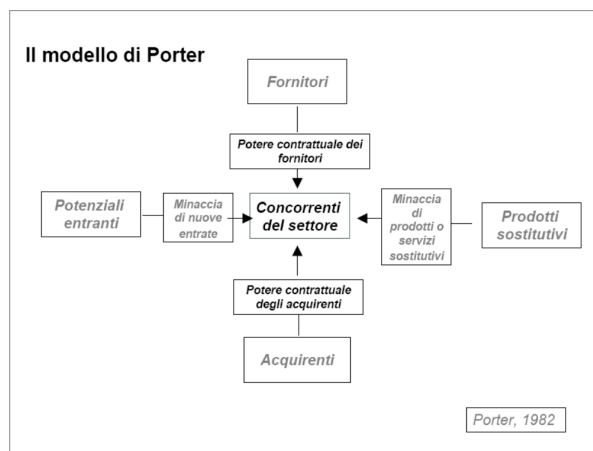 Il modello di Porter
Fornitori
Potere contrattuale dei
fornitori
Potenziali
entranti
Minaccia
di nuove
entrate
Concorrenti
del settore
Minaccia
di
prodotti o
servizi
sostitutivi
Prodotti
sostitutivi
Potere contrattuale
degli acquirenti
Acquirenti
Porter, 1982